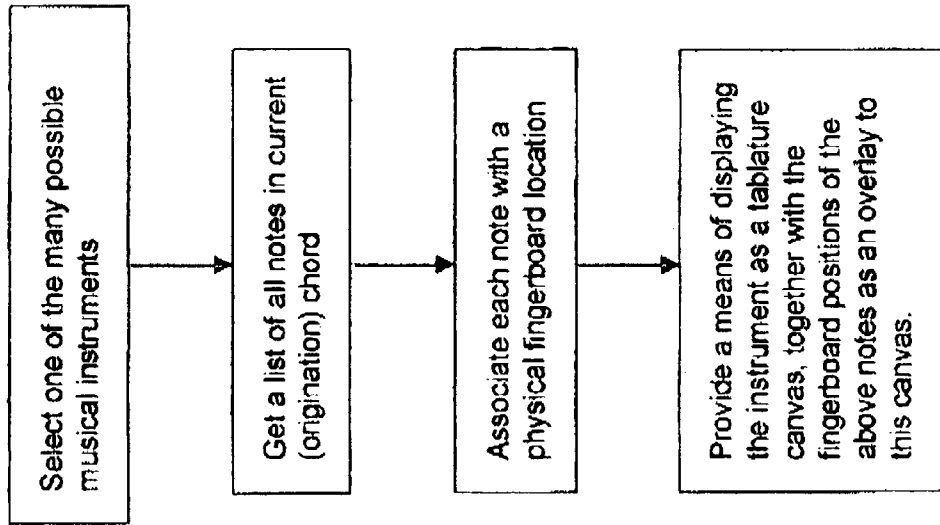 Select one of the many possible
musical instruments
Get a list of all notes in current
(origination) chord
Associate each note with a
physical fingerboard location
Provide a means of displaying
the instrument as a tablature
canvas, together with the
fingerboard positions of the
above notes as an overlay to
this canvas.